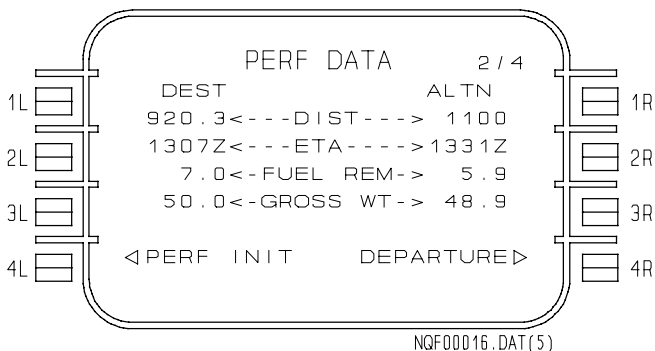 PERF DATA 2/4
DEST ALTN
1L 920.3<---DIST---> 1100 1R
1307Z<----ETA---->1331Z
2L 7.0<-FUEL REM-> 5.9 2R
50.0<-GROSS WT-> 48.9
3L 3R
◁PERF INIT DEPARTURE▷
4L 4R
NQF00016.DAT(5)